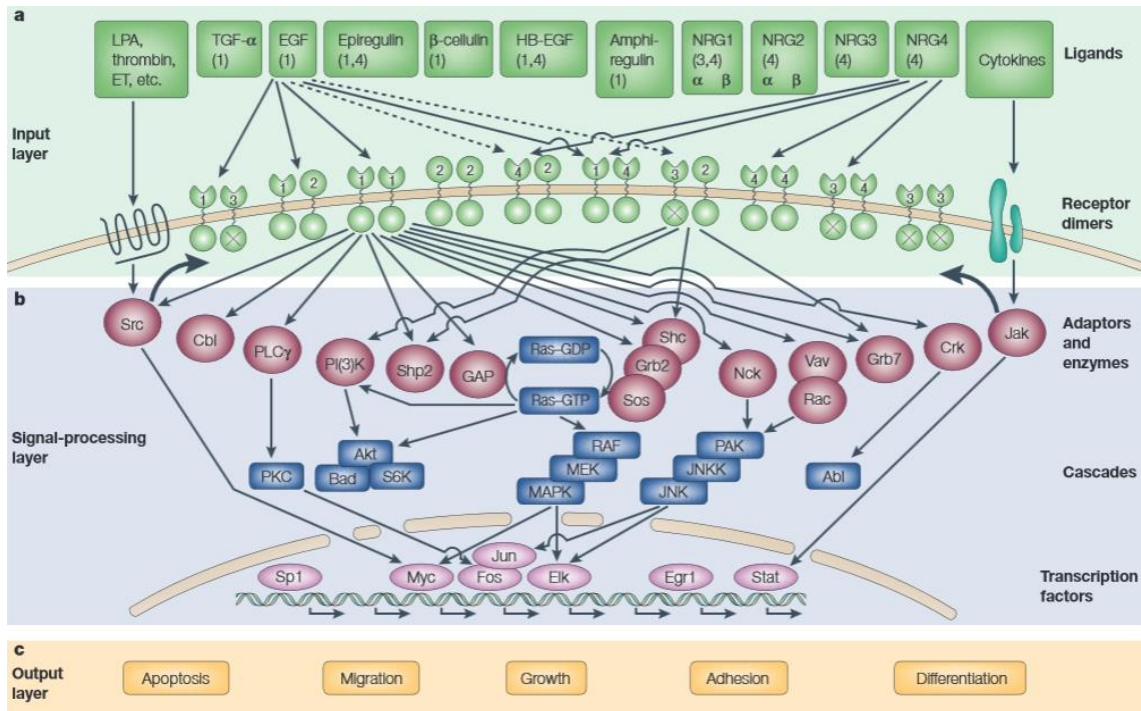 a
LPA,
thrombin,
ET, etc.
TGF-α
(1)
EGF
(1)
Epiregulin
(1,4)
β-cellulin
(1)
HB-EGF
(1,4)
Amphi-
regulin
(1)
NRG1
(3,4)
α β
NRG2
(4)
α β
NRG3
(4)
NRG4
(4)
Cytokines
Ligands
Input
layer
1 3
1 2
1 1
2 2
4 2
1 4
3 2
4 4
3 4
3 3
Receptor
dimers
b
Src
Cbl
PLCγ
PI(3)K
Shp2
GAP
Ras–GDP
Ras–GTP
Shc
Grb2
Sos
Nck
Vav
Rac
Grb7
Crk
Jak
Adaptors
and
enzymes
Signal-processing
layer
PKC
Akt
Bad
S6K
RAF
MEK
MAPK
PAK
JNKK
JNK
Abl
Cascades
Sp1
Myc
Jun
Fos
Elk
Egr1
Stat
Transcription
factors
c
Output
layer
Apoptosis
Migration
Growth
Adhesion
Differentiation